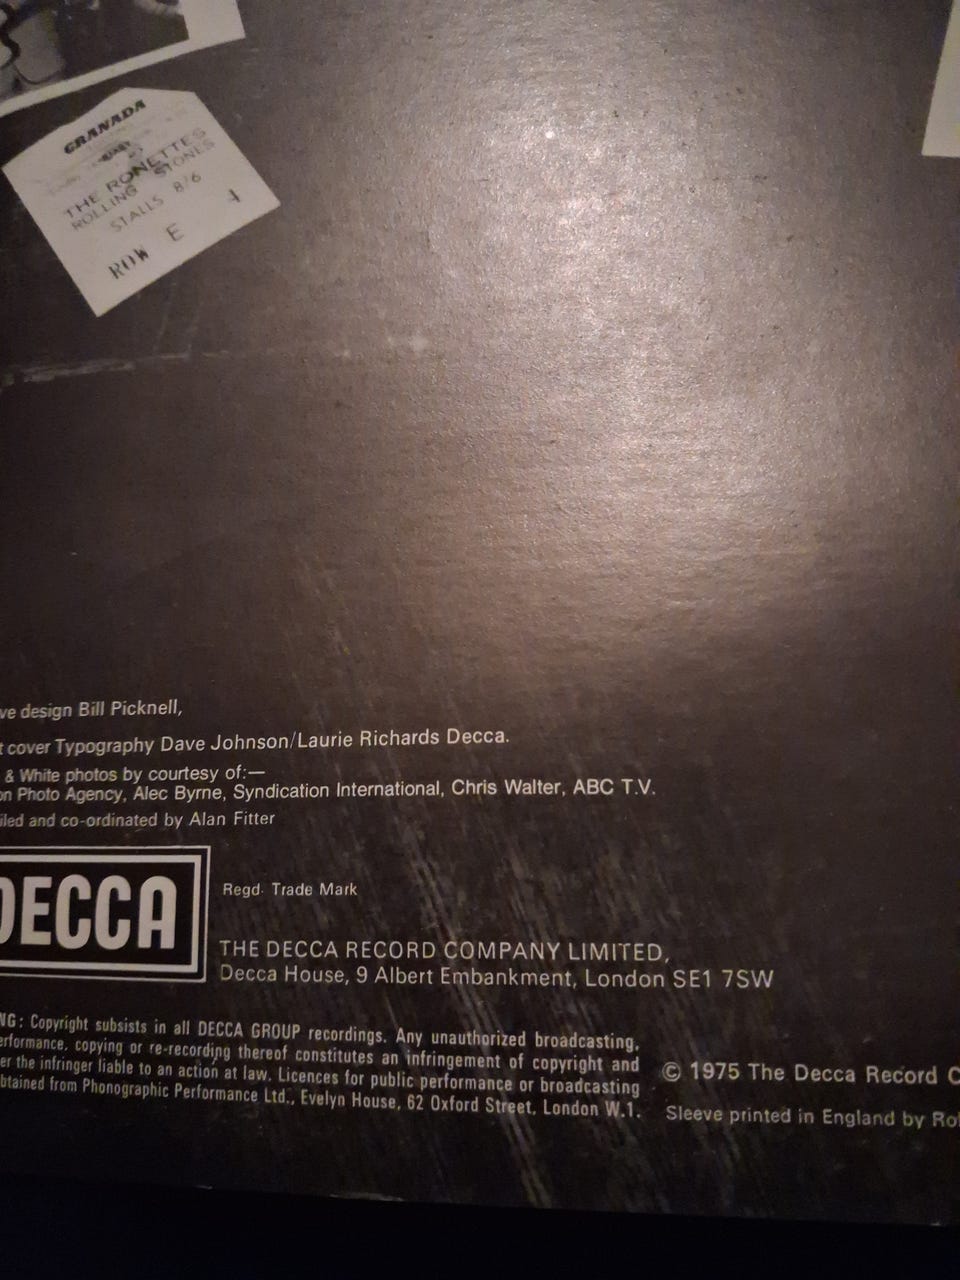 GRANADA
THE RONETTES
ROLLING STONES
STALLS 8/6
ROW E
ve design Bill Picknell,
t cover Typography Dave Johnson/Laurie Richards Decca.
& White photos by courtesy of:—
on Photo Agency, Alec Byrne, Syndication International, Chris Walter, ABC T.V.
iled and co-ordinated by Alan Fitter
DECCA
Regd. Trade Mark
THE DECCA RECORD COMPANY LIMITED,
Decca House, 9 Albert Embankment, London SE1 7SW
NG: Copyright subsists in all DECCA GROUP recordings. Any unauthorized broadcasting,
erformance, copying or re-recording thereof constitutes an infringement of copyright and
er the infringer liable to an action at law. Licences for public performance or broadcasting
btained from Phonographic Performance Ltd., Evelyn House, 62 Oxford Street, London W.1.
© 1975 The Decca Record C
Sleeve printed in England by Ro